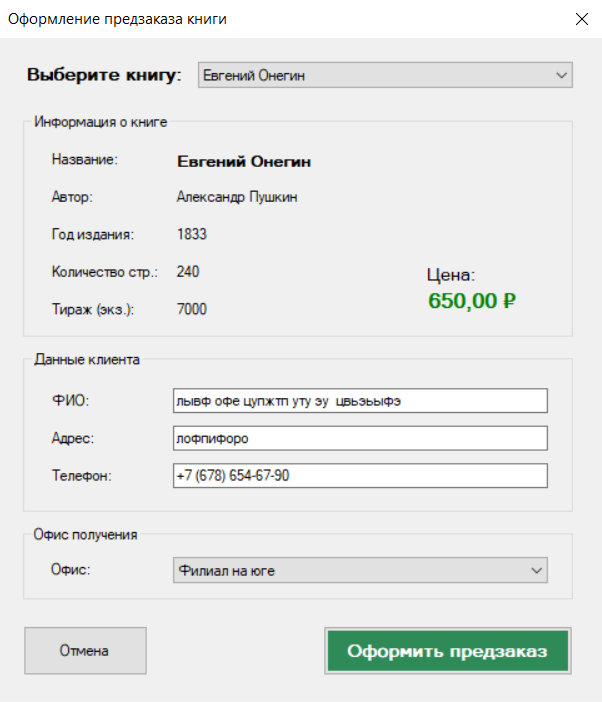 Оформление предзаказа книги
Выберите книгу: Евгений Онегин
Информация о книге
Название: Евгений Онегин
Автор: Александр Пушкин
Год издания: 1833
Количество стр.: 240
Цена:
650,00 ₽
Тираж (экз.): 7000
Данные клиента
ФИО: лывф офе цупжтп уту эу  цвьэьыфэ
Адрес: лофпифоро
Телефон: +7 (678) 654-67-90
Офис получения
Офис: Филиал на юге
Отмена Оформить предзаказ